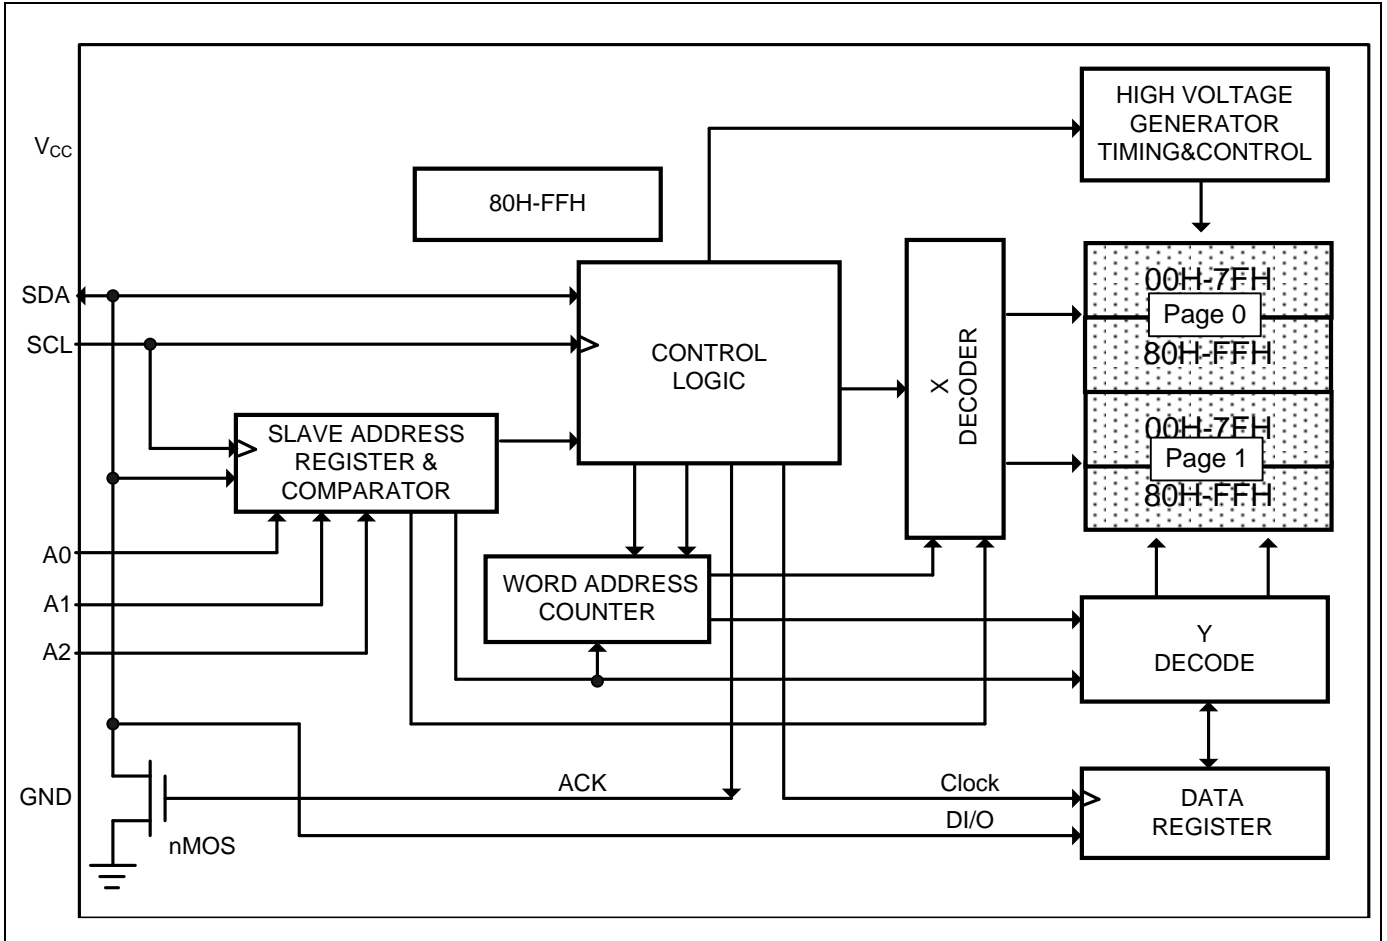 HIGH VOLTAGE
GENERATOR
TIMING&CONTROL
VCC
80H-FFH
SDA
SCL
CONTROL
LOGIC
X
DECODER
00H-7FH
Page 0
80H-FFH
00H-7FH
Page 1
80H-FFH
SLAVE ADDRESS
REGISTER &
COMPARATOR
A0
A1
A2
WORD ADDRESS
COUNTER
Y
DECODE
GND
nMOS
ACK
Clock
DI/O
DATA
REGISTER